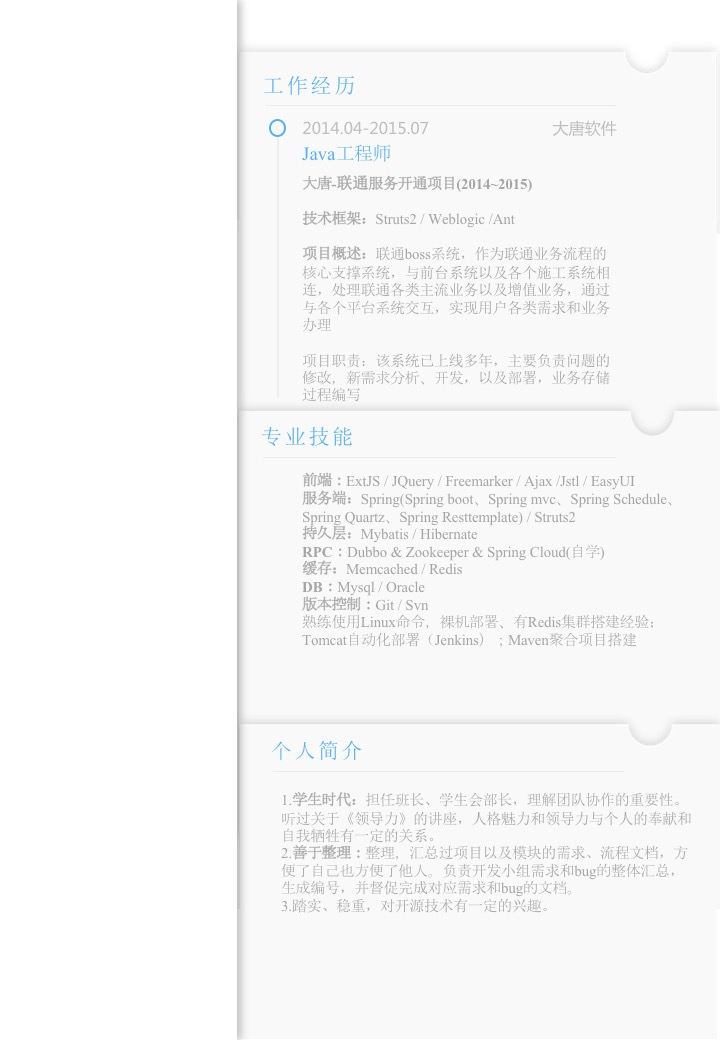 工作经历
2014.04-2015.07 大唐软件
Java工程师
大唐-联通服务开通项目(2014~2015)
技术框架：Struts2 / Weblogic /Ant
项目概述：联通boss系统，作为联通业务流程的
核心支撑系统，与前台系统以及各个施工系统相
连，处理联通各类主流业务以及增值业务，通过
与各个平台系统交互，实现用户各类需求和业务
办理
项目职责：该系统已上线多年，主要负责问题的
修改，新需求分析、开发，以及部署，业务存储
过程编写
专业技能
前端：ExtJS / JQuery / Freemarker / Ajax /Jstl / EasyUI
服务端：Spring(Spring boot、Spring mvc、Spring Schedule、
Spring Quartz、Spring Resttemplate) / Struts2
持久层：Mybatis / Hibernate
RPC：Dubbo & Zookeeper & Spring Cloud(自学)
缓存：Memcached / Redis
DB：Mysql / Oracle
版本控制：Git / Svn
熟练使用Linux命令，裸机部署、有Redis集群搭建经验；
Tomcat自动化部署（Jenkins）；Maven聚合项目搭建
个人简介
1.学生时代：担任班长、学生会部长，理解团队协作的重要性。
听过关于《领导力》的讲座，人格魅力和领导力与个人的奉献和
自我牺牲有一定的关系。
2.善于整理：整理，汇总过项目以及模块的需求、流程文档，方
便了自己也方便了他人。负责开发小组需求和bug的整体汇总，
生成编号，并督促完成对应需求和bug的文档。
3.踏实、稳重，对开源技术有一定的兴趣。